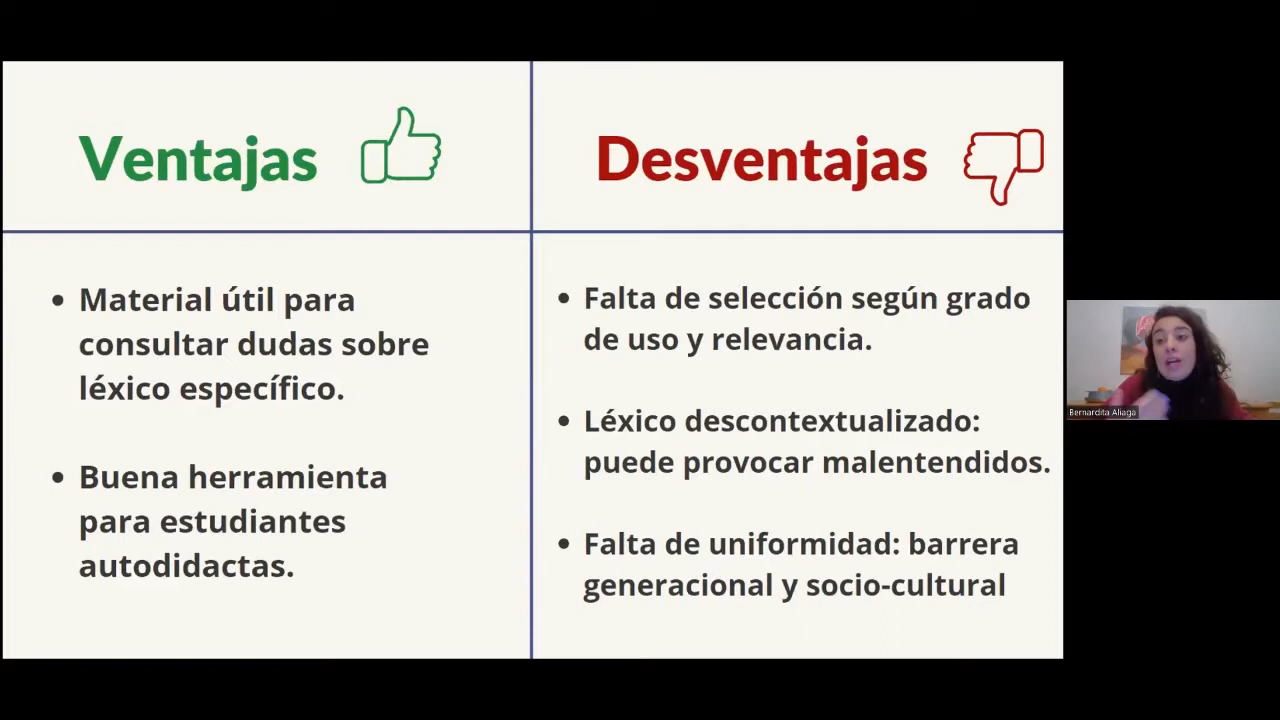 Ventajas
Desventajas
Material útil para
consultar dudas sobre
léxico específico.
Buena herramienta
para estudiantes
autodidactas.
Falta de selección según grado
de uso y relevancia.
Léxico descontextualizado:
puede provocar malentendidos.
Falta de uniformidad: barrera
generacional y socio-cultural
Bernardita Aliaga